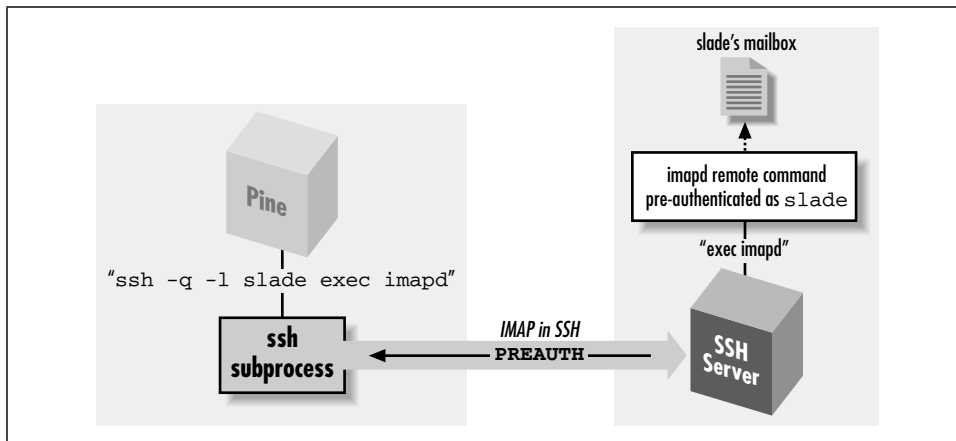 slade's mailbox
Pine
"ssh -q -l slade exec imapd"
ssh
subprocess
IMAP in SSH
PREAUTH
imapd remote command
pre-authenticated as slade
"exec imapd"
SSH
Server